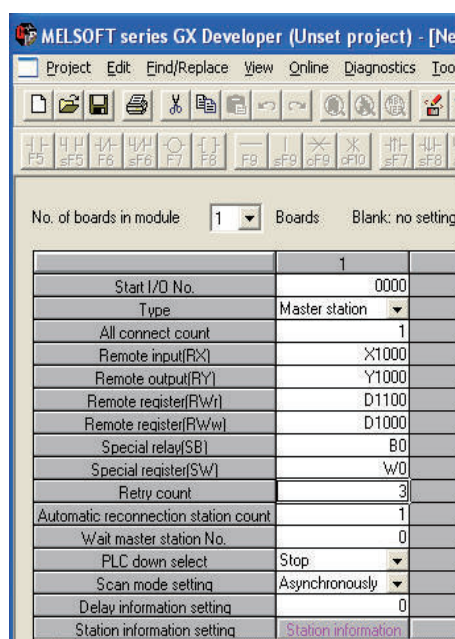 MELSOFT series GX Developer (Unset project) - [Ne
Project Edit Find/Replace View Online Diagnostics Too
F5 sF5 F6 sF6 F7 F8 F9 sF9 cF9 cF10 sF7 sF8
No. of boards in module 1 Boards Blank: no setting
1
Start I/O No. 0000
Type Master station
All connect count 1
Remote input(RX) X1000
Remote output(RY) Y1000
Remote register(RWr) D1100
Remote register(RWw) D1000
Special relay(SB) B0
Special register(SW) W0
Retry count 3
Automatic reconnection station count 1
Wait master station No. 0
PLC down select Stop
Scan mode setting Asynchronously
Delay information setting 0
Station information setting Station information